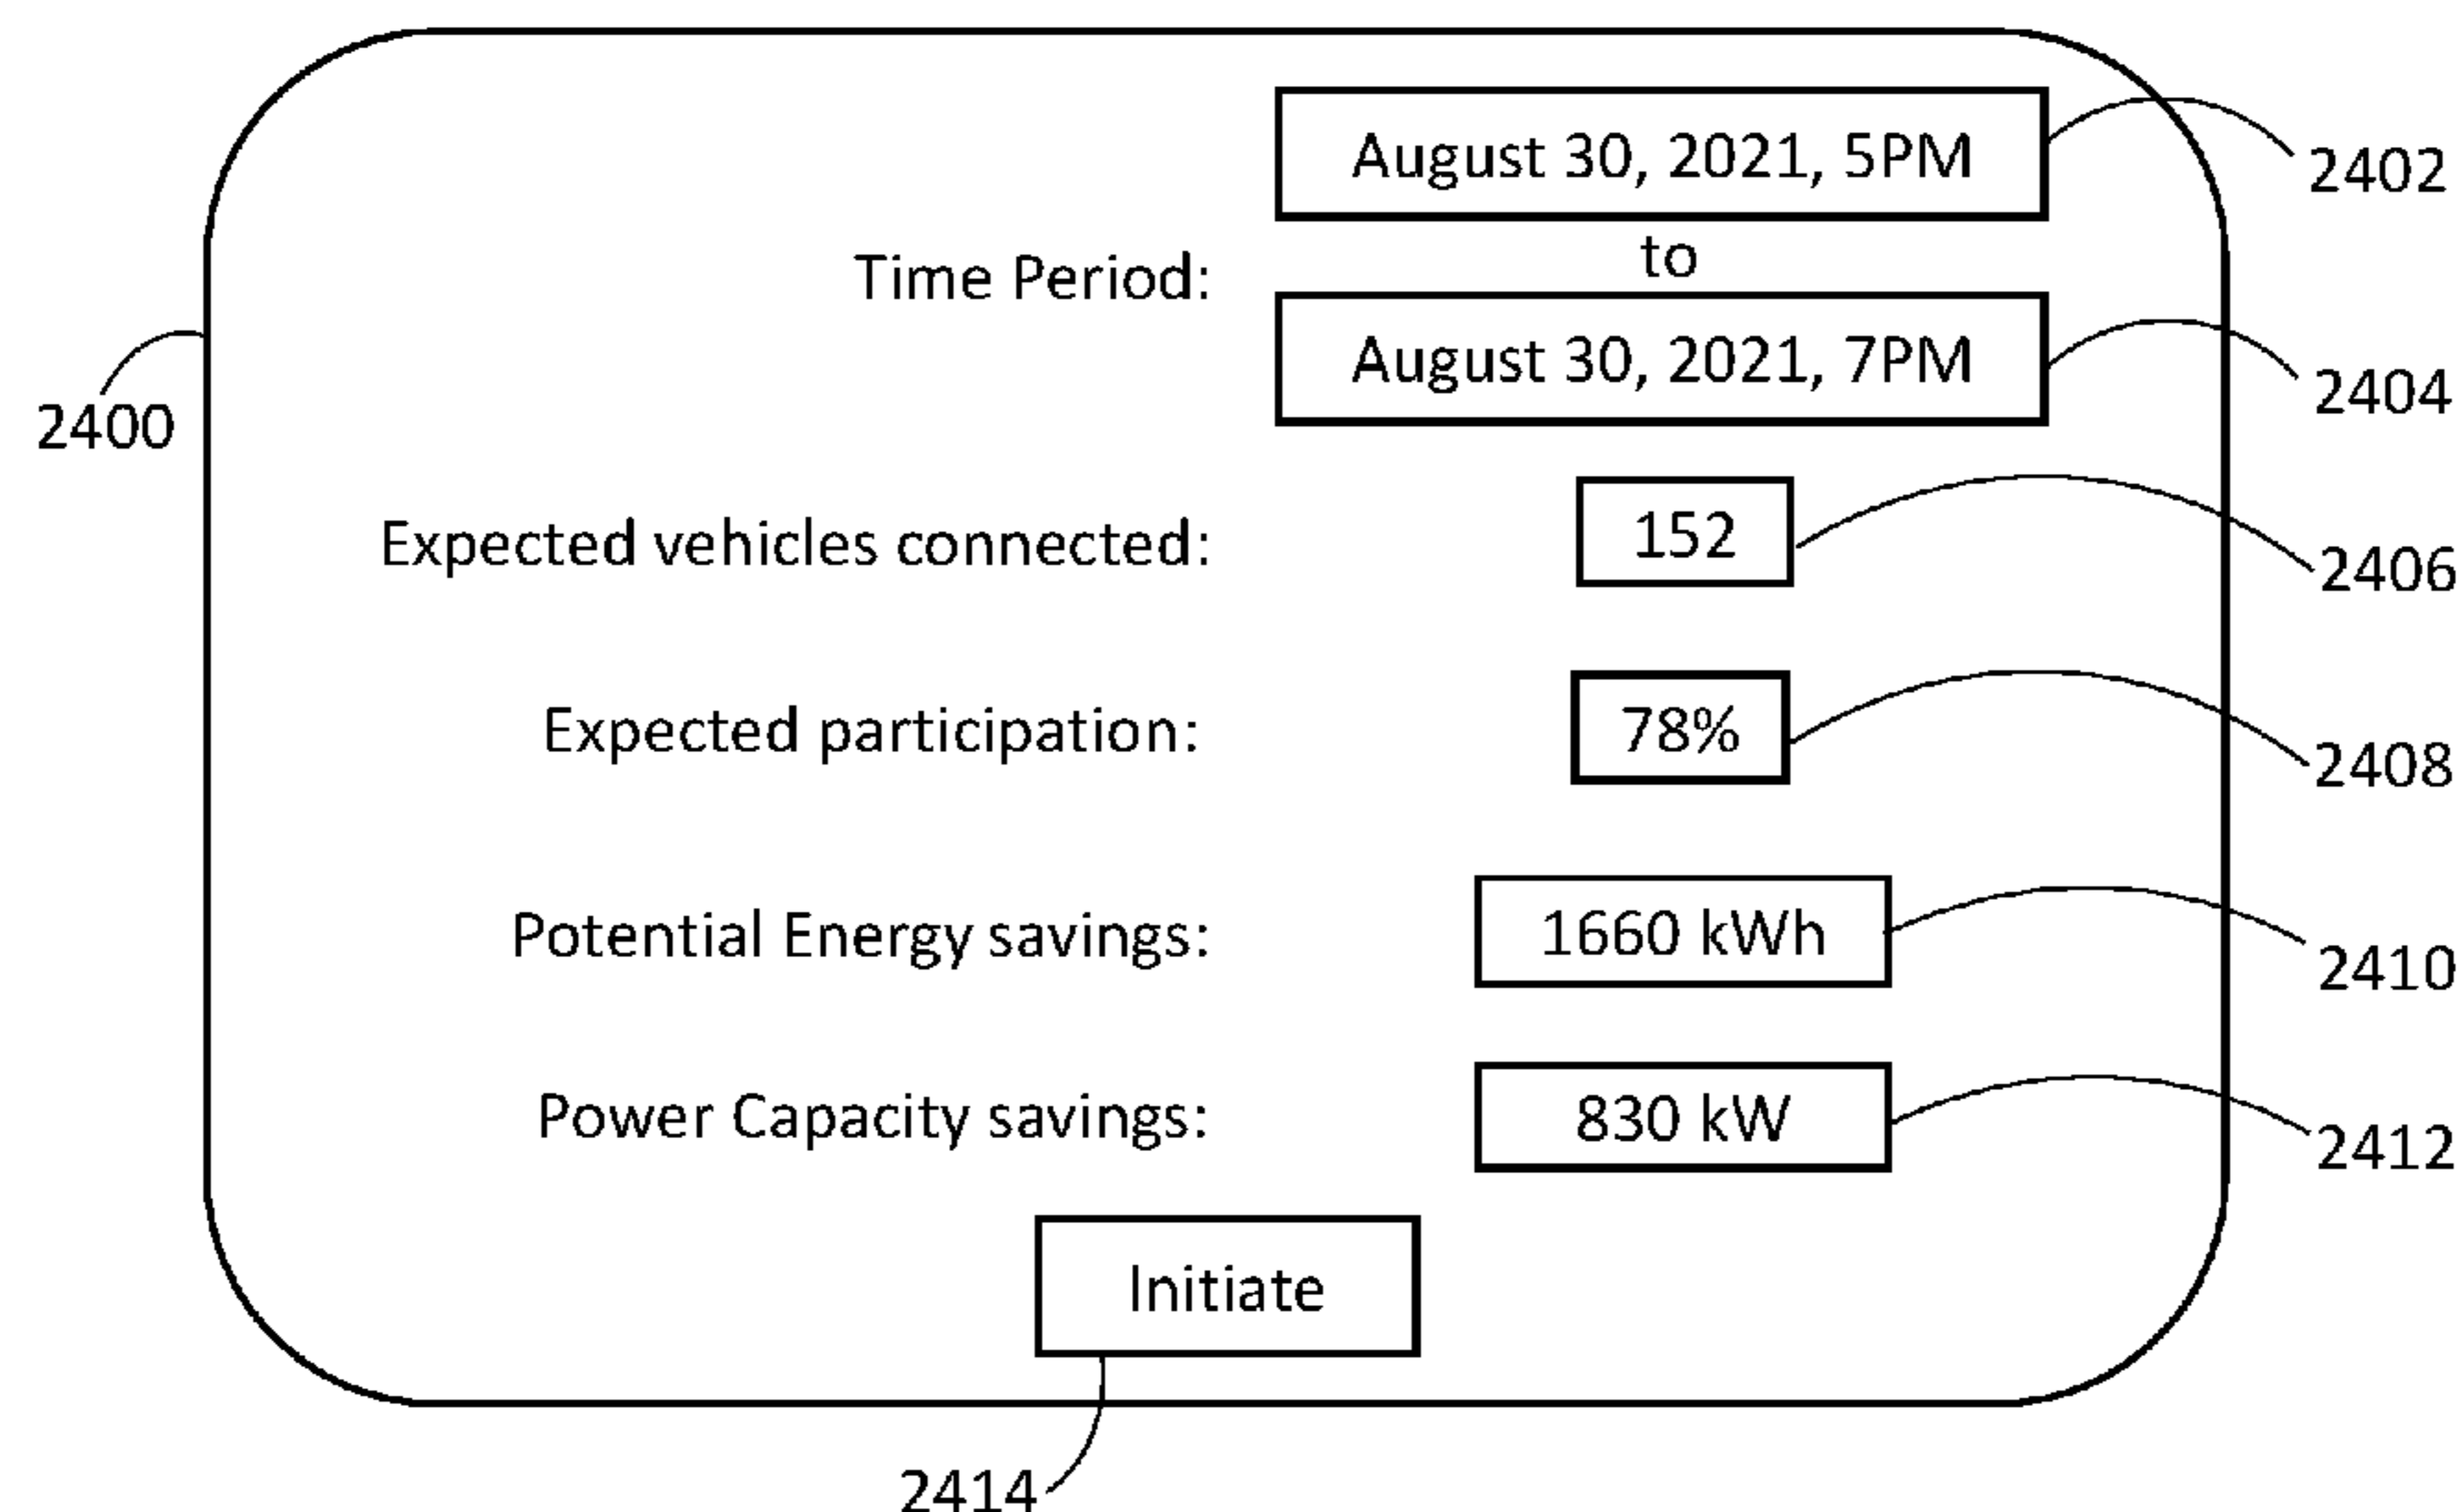 August 30, 2021, 5PM
2402
to
Time Period:
August 30, 2021, 7PM
2404
2400
Expected vehicles connected:
152
2406
Expected participation:
78%
2408
Potential Energy savings:
1660 kWh
2410
Power Capacity savings:
830 kW
2412
Initiate
2414